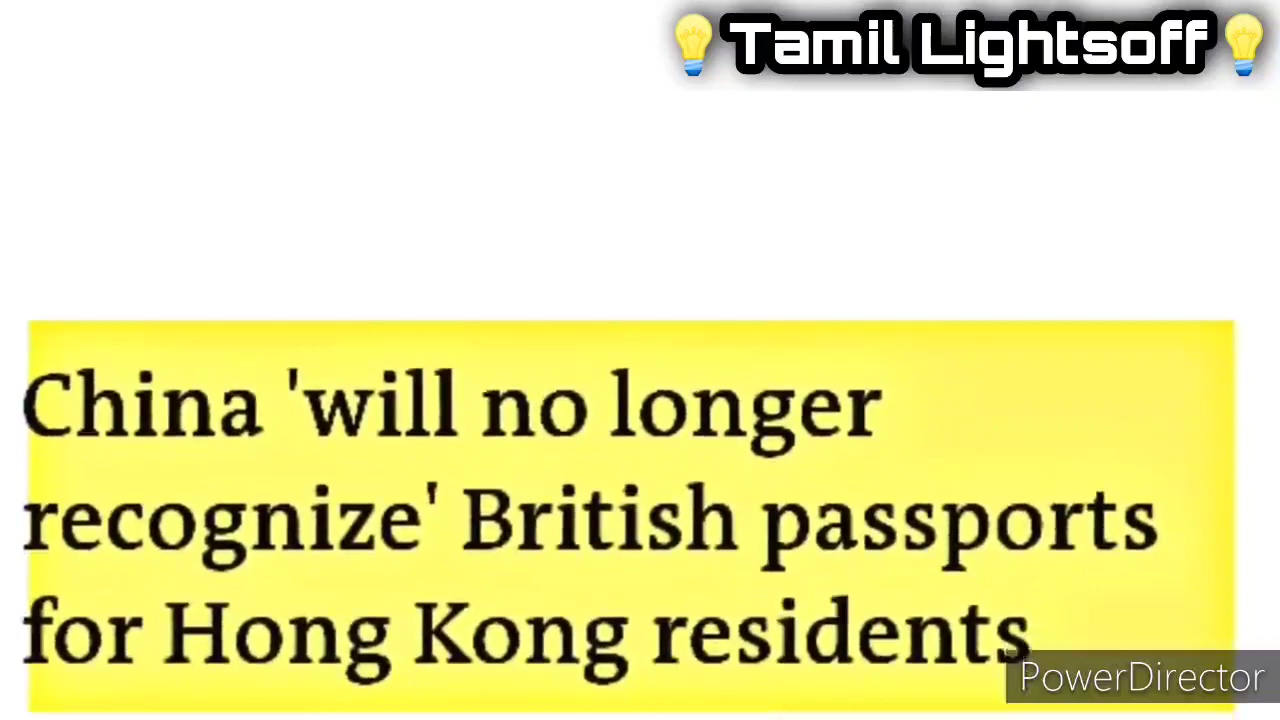 Tamil Lightsoff
China 'will no longer
recognize' British passports
for Hong Kong residents
PowerDirector